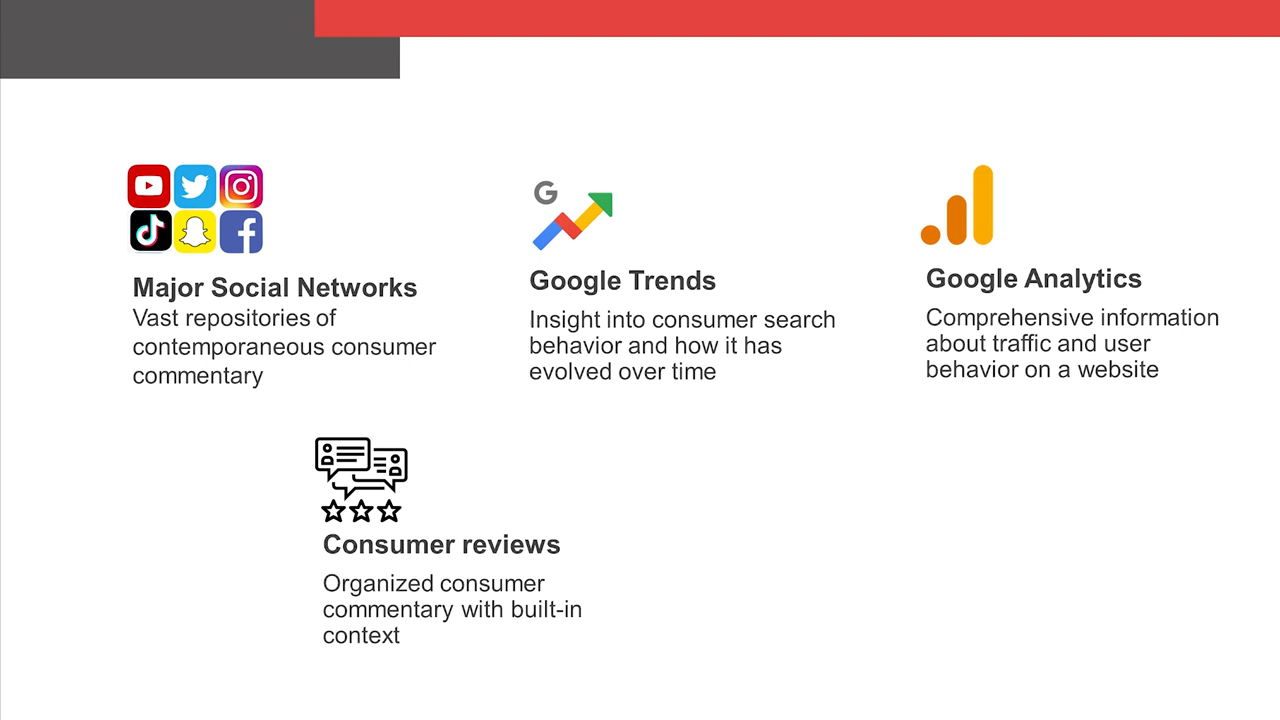 Major Social Networks
Vast repositories of
contemporaneous consumer
commentary
G
Google Trends
Insight into consumer search
behavior and how it has
evolved over time
Google Analytics
Comprehensive information
about traffic and user
behavior on a website
Consumer reviews
Organized consumer
commentary with built-in
context